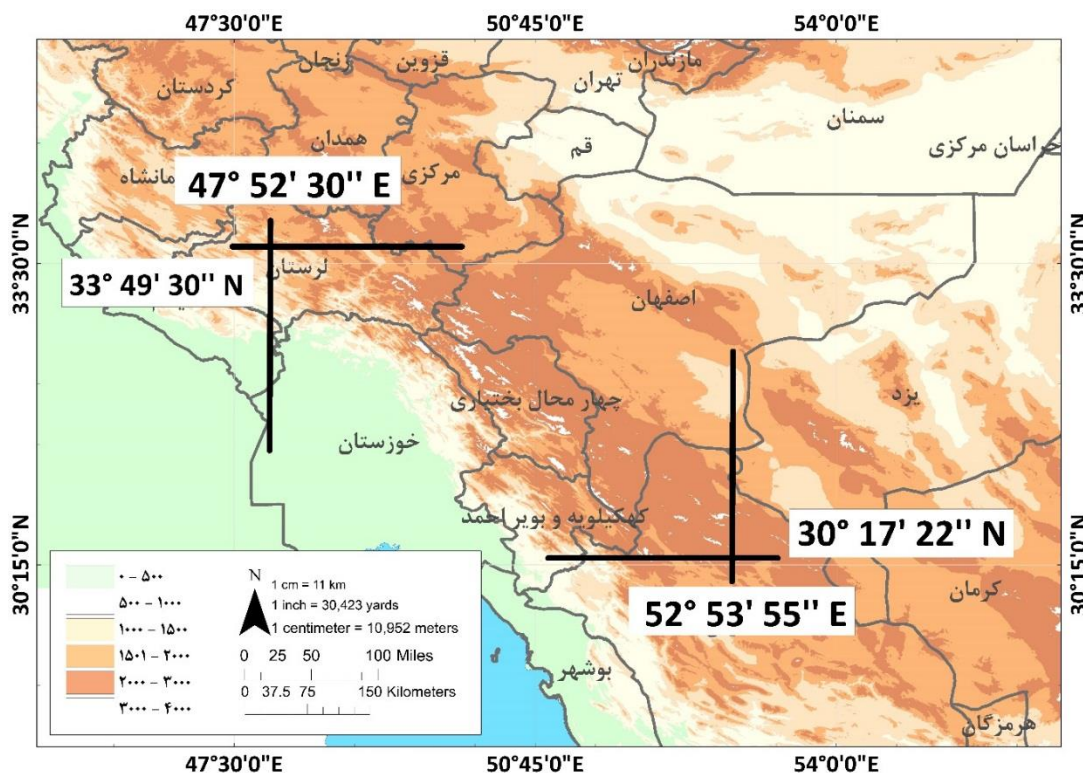 47°30'0"E 50°45'0"E 54°0'0"E
زنجان قزوین مازندران
کردستان تهران سمنان
همدان قم خراسان مرکزی
مانشاه مرکزی
47° 52' 30'' E
33°30'0"N 33°30'0"N
لرستان
33° 49' 30'' N
اصفهان
چهار محال بختیاری یزد
خوزستان
کهکیلویه و بویر احمد
30° 17' 22'' N
30°15'0"N 30°15'0"N
52° 53' 55'' E
کرمان
بوشهر
هرمزگان
۰ - ۵۰۰
۵۰۰ - ۱۰۰۰
۱۰۰۰ - ۱۵۰۰
۱۵۰۱ - ۲۰۰۰
۲۰۰۰ - ۳۰۰۰
۳۰۰۰ - ۴۰۰۰
N
1 cm = 11 km
1 inch = 30,423 yards
1 centimeter = 10,952 meters
0 25 50 100 Miles
0 37.5 75 150 Kilometers
47°30'0"E 50°45'0"E 54°0'0"E